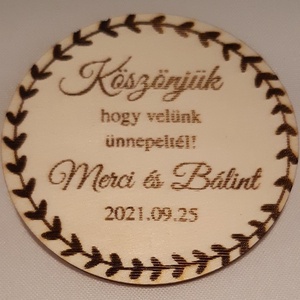 Köszönjük
hogy velünk
ünnepeltél!
Merci és Bálint
2021.09.25